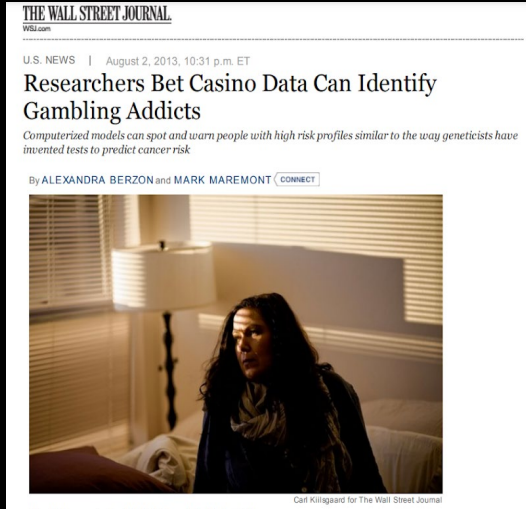 THE WALL STREET JOURNAL.
WSJ.com
U.S. NEWS | August 2, 2013, 10:31 p.m. ET
Researchers Bet Casino Data Can Identify
Gambling Addicts
Computerized models can spot and warn people with high risk profiles similar to the way geneticists have
invented tests to predict cancer risk
By ALEXANDRA BERZON and MARK MAREMONT CONNECT
Carl Kiilsgaard for The Wall Street Journal